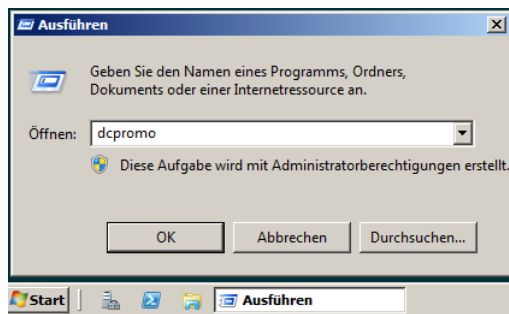 Ausführen
Geben Sie den Namen eines Programms, Ordners,
Dokuments oder einer Internetressource an.
Öffnen: dcpromo
Diese Aufgabe wird mit Administratorberechtigungen erstellt.
OK Abbrechen Durchsuchen...
Start Ausführen